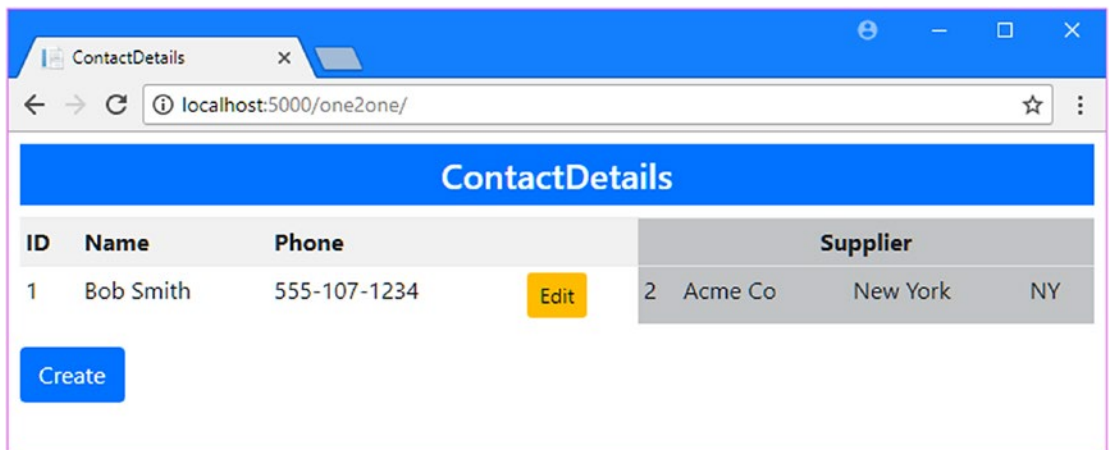 ContactDetails
localhost:5000/one2one/
ContactDetails
ID Name Phone Supplier
1 Bob Smith 555-107-1234 Edit 2 Acme Co New York NY
Create